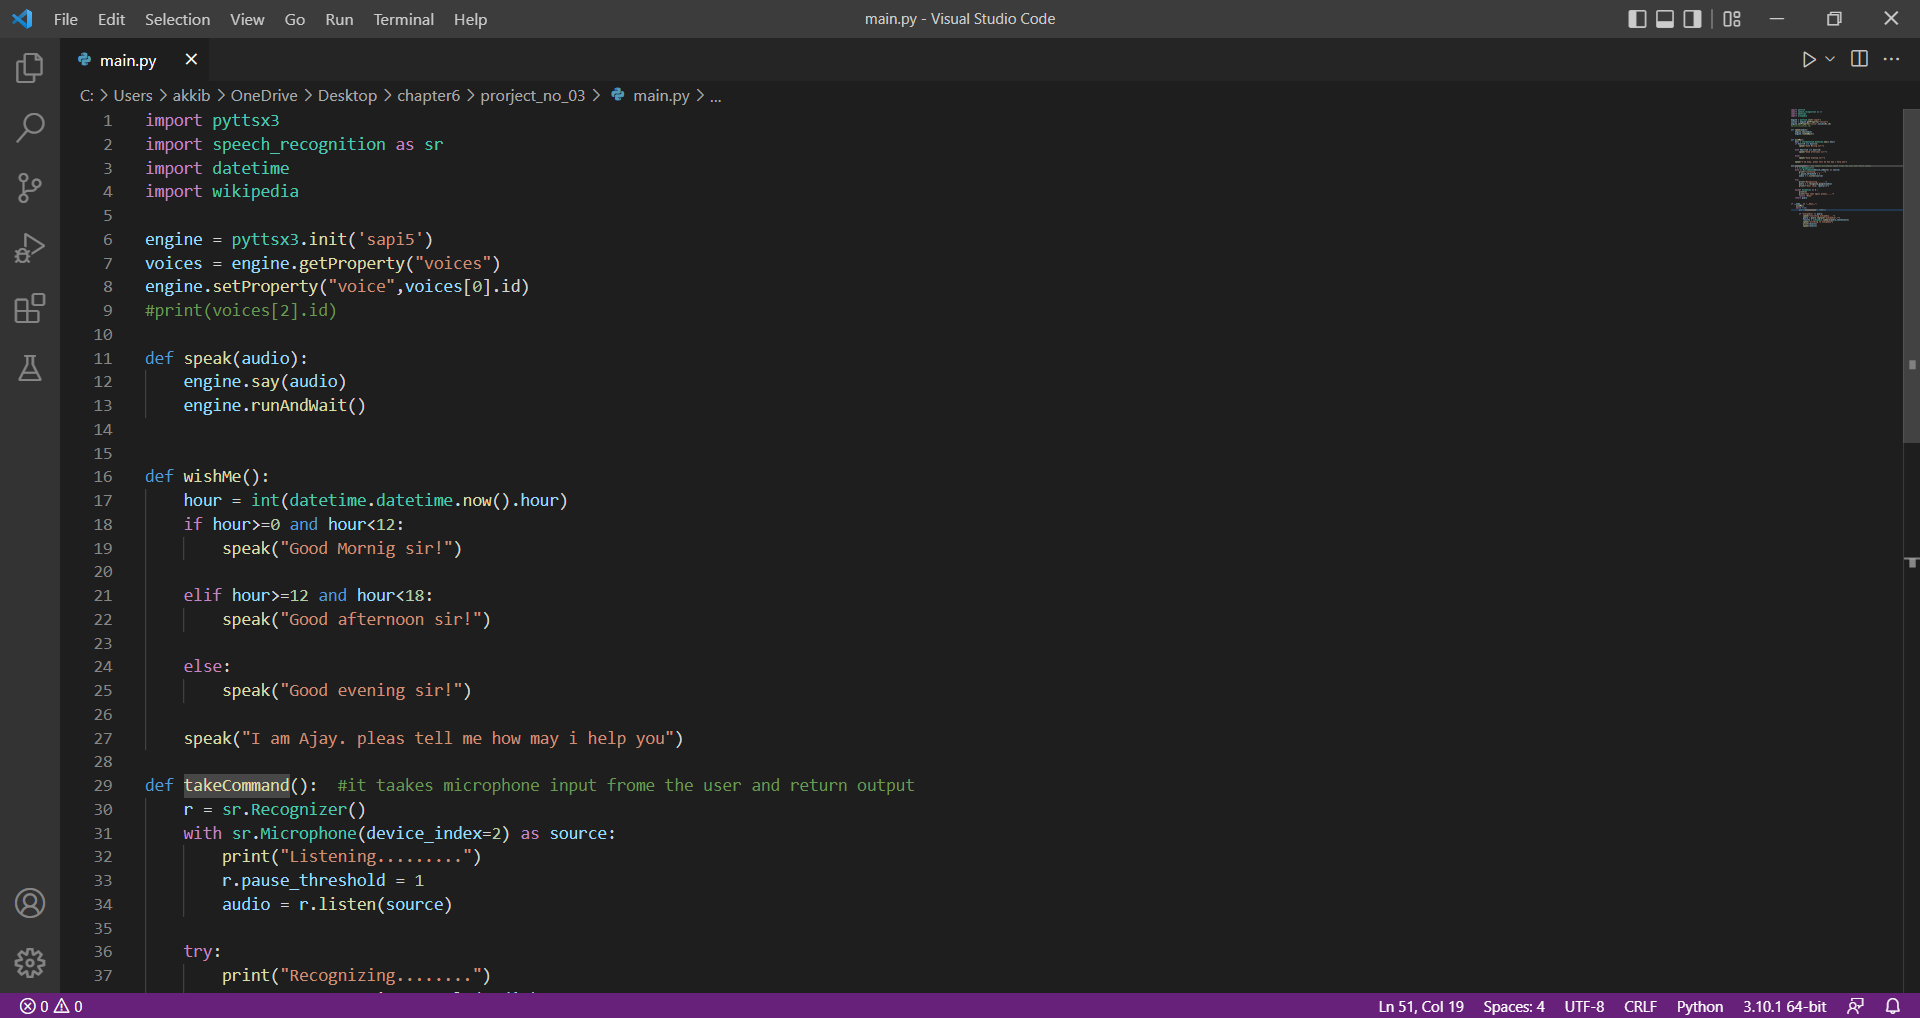 File Edit Selection View Go Run Terminal Help
main.py - Visual Studio Code
main.py
C: > Users > akkib > OneDrive > Desktop > chapter6 > prorject_no_03 > main.py > ...
1 import pyttsx3
2 import speech_recognition as sr
3 import datetime
4 import wikipedia
5
6 engine = pyttsx3.init('sapi5')
7 voices = engine.getProperty("voices")
8 engine.setProperty("voice",voices[0].id)
9 #print(voices[2].id)
10
11 def speak(audio):
12     engine.say(audio)
13     engine.runAndWait()
14
15
16 def wishMe():
17     hour = int(datetime.datetime.now().hour)
18     if hour>=0 and hour<12:
19         speak("Good Mornig sir!")
20
21     elif hour>=12 and hour<18:
22         speak("Good afternoon sir!")
23
24     else:
25         speak("Good evening sir!")
26
27     speak("I am Ajay. pleas tell me how may i help you")
28
29 def takeCommand():  #it taakes microphone input frome the user and return output
30     r = sr.Recognizer()
31     with sr.Microphone(device_index=2) as source:
32         print("Listening.........")
33         r.pause_threshold = 1
34         audio = r.listen(source)
35
36     try:
37         print("Recognizing........")
0 0
Ln 51, Col 19 Spaces: 4 UTF-8 CRLF Python 3.10.1 64-bit